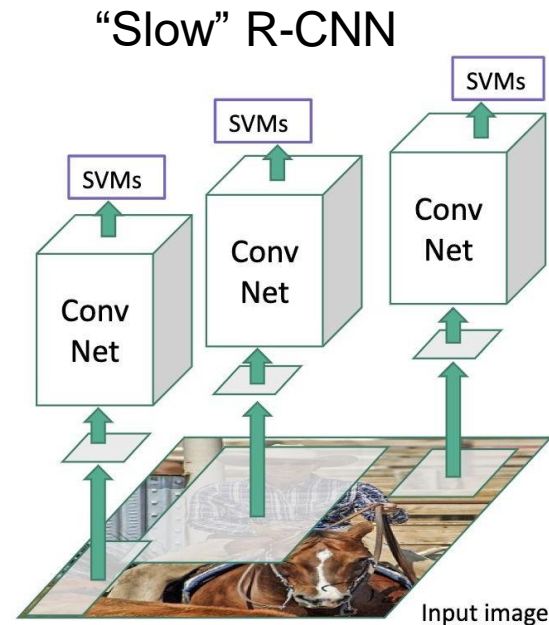 “Slow” R-CNN
SVMs
SVMs
SVMs
Conv
Net
Conv
Net
Conv
Net
Input image